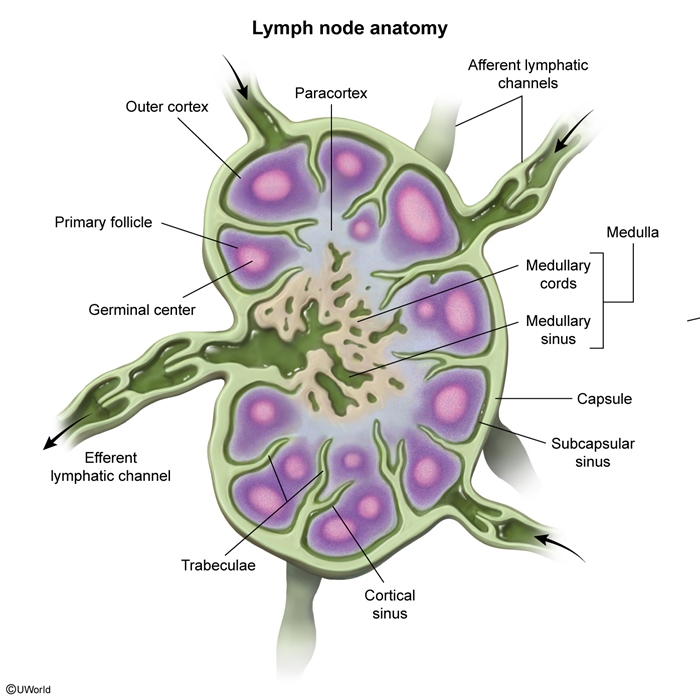 Lymph node anatomy
Afferent lymphatic
channels
Paracortex
Outer cortex
Primary follicle
Medulla
Medullary
cords
Germinal center
Medullary
sinus
Capsule
Subcapsular
sinus
Efferent
lymphatic channel
Trabeculae
Cortical
sinus
©UWorld